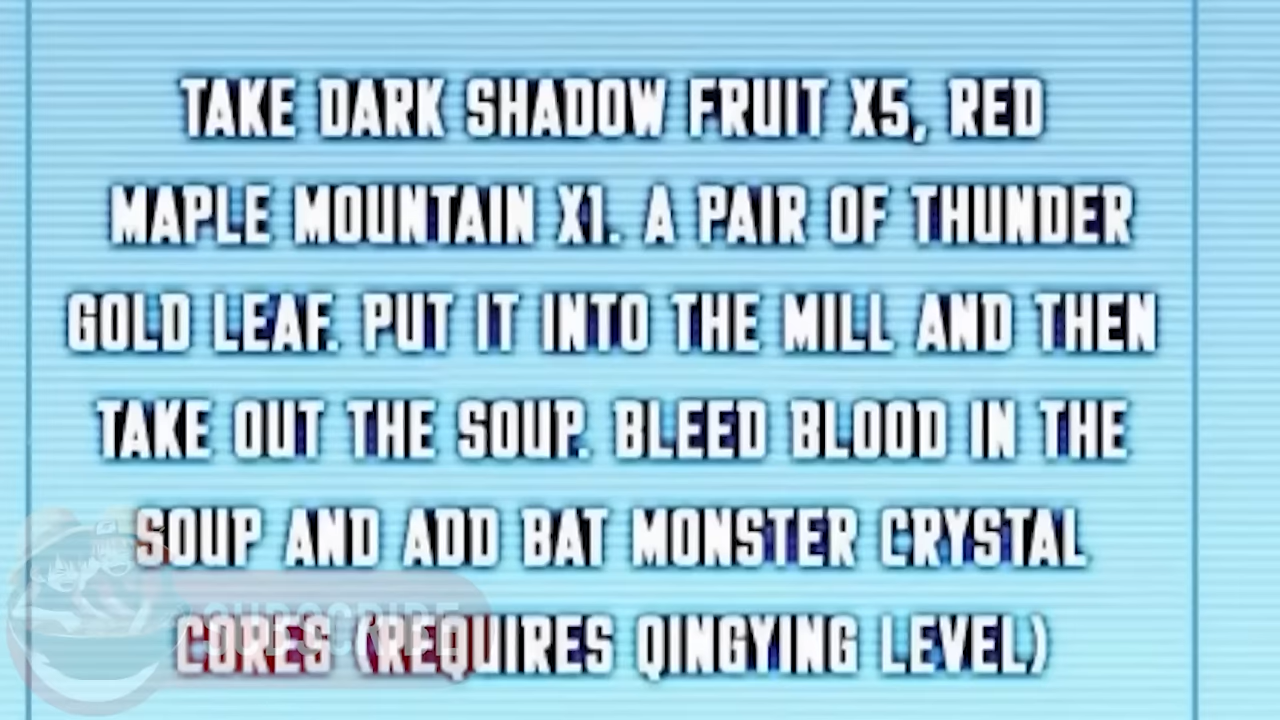 TAKE DARK SHADOW FRUIT X5, RED
MAPLE MOUNTAIN X1. A PAIR OF THUNDER
GOLD LEAF. PUT IT INTO THE MILL AND THEN
TAKE OUT THE SOUP. BLEED BLOOD IN THE
SOUP AND ADD BAT MONSTER CRYSTAL
CORES (REQUIRES QINGYING LEVEL)
SUBSCRIBE